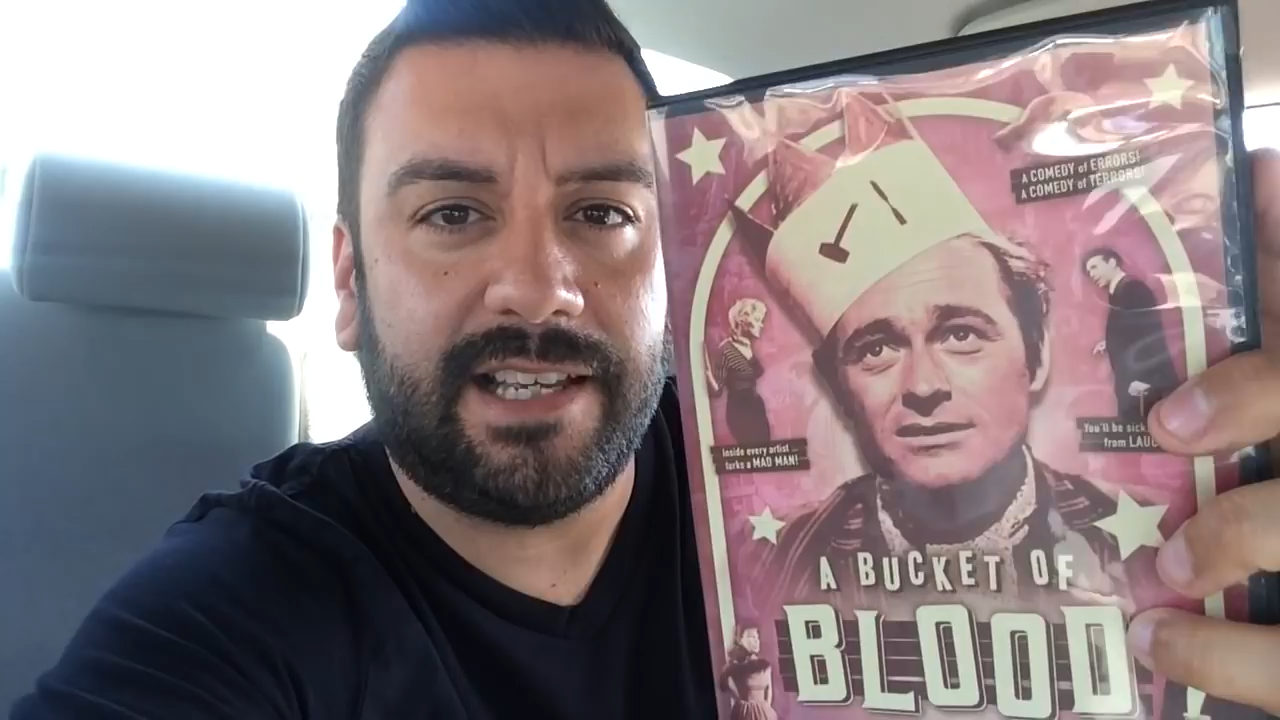 A COMEDY of ERRORS!
A COMEDY of TERRORS!
Inside every artist...
lurks a MAD MAN!
You'll be sick
from
A BUCKET OF
BLOOD